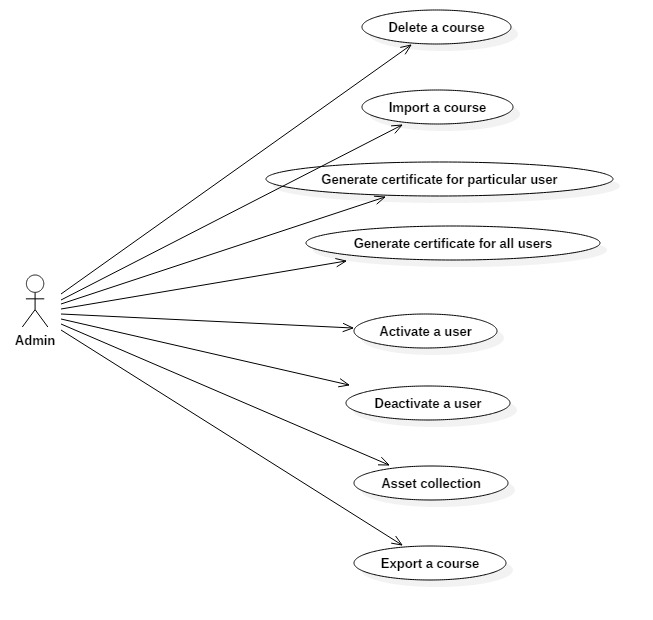 Delete a course
Import a course
Generate certificate for particular user
Generate certificate for all users
Activate a user
Admin
Deactivate a user
Asset collection
Export a course